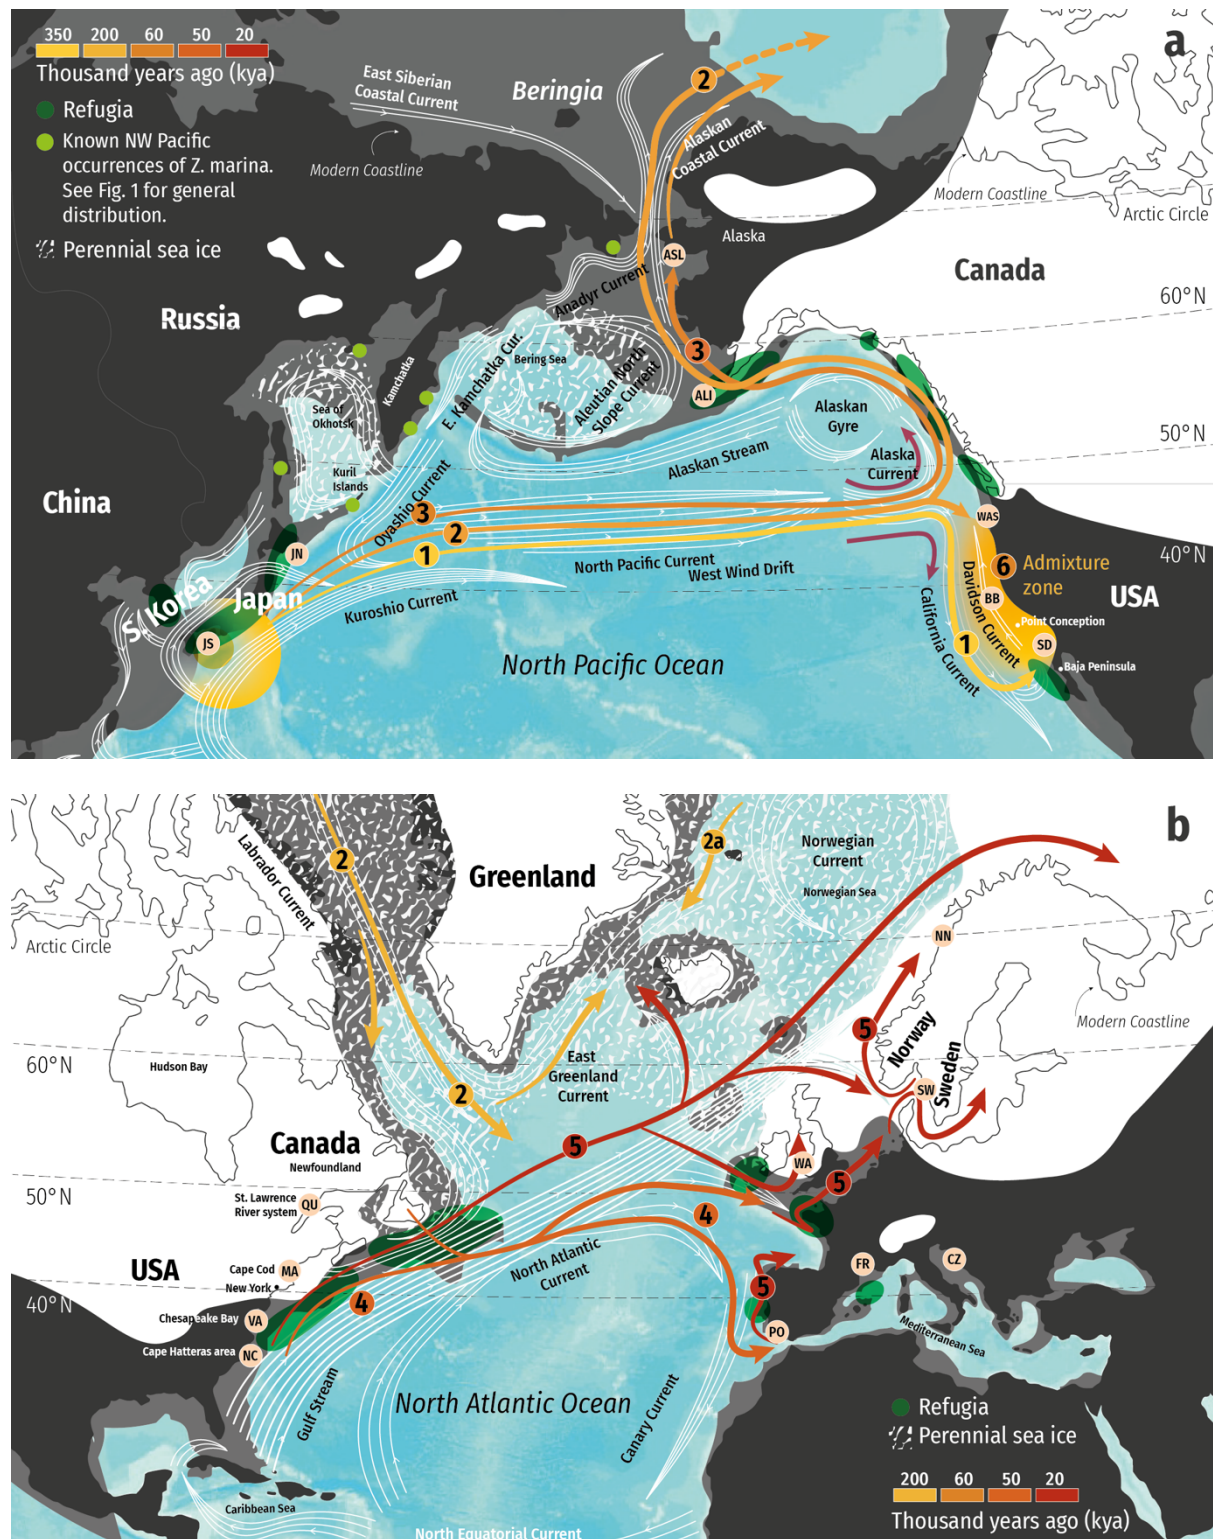 a
350 200 60 50 20
Thousand years ago (kya)
Refugia
Known NW Pacific
occurrences of Z. marina.
See Fig. 1 for general
distribution.
Perennial sea ice
East Siberian
Coastal Current
Modern Coastline
Beringia
2
Alaskan
Coastal Current
Modern Coastline
Arctic Circle
Alaska
Canada
ASL
Anadyr Current
60°N
Russia
3
ALI
Bering Sea
Aleutian North
Slope Current
E. Kamchatka Cur.
Kamchatka
Sea of
Okhotsk
Kuril
Islands
Oyashio Current
Alaskan
Gyre
Alaska
Current
Alaskan Stream
50°N
China
3
2
1
WAS
JN
North Pacific Current
West Wind Drift
40°N
6
Admixture
zone
USA
BB
Point Conception
SD
Baja Peninsula
Davidson Current
California Current
1
S. Korea
Japan
Kuroshio Current
JS
North Pacific Ocean
b
2
Labrador Current
Greenland
2a
Norwegian
Current
Norwegian Sea
Arctic Circle
NN
Modern Coastline
5
Norway
Sweden
SW
Hudson Bay
60°N
2
East
Greenland
Current
5
Canada
Newfoundland
WA
5
50°N
St. Lawrence
River system
QU
4
North Atlantic
Current
FR
CZ
USA
Cape Cod
MA
New York
5
40°N
4
Chesapeake Bay
VA
PO
Mediterranean Sea
Cape Hatteras area
NC
Gulf Stream
North Atlantic Ocean
Canary Current
Refugia
Perennial sea ice
200 60 50 20
Thousand years ago (kya)
Caribbean Sea
North Equatorial Current